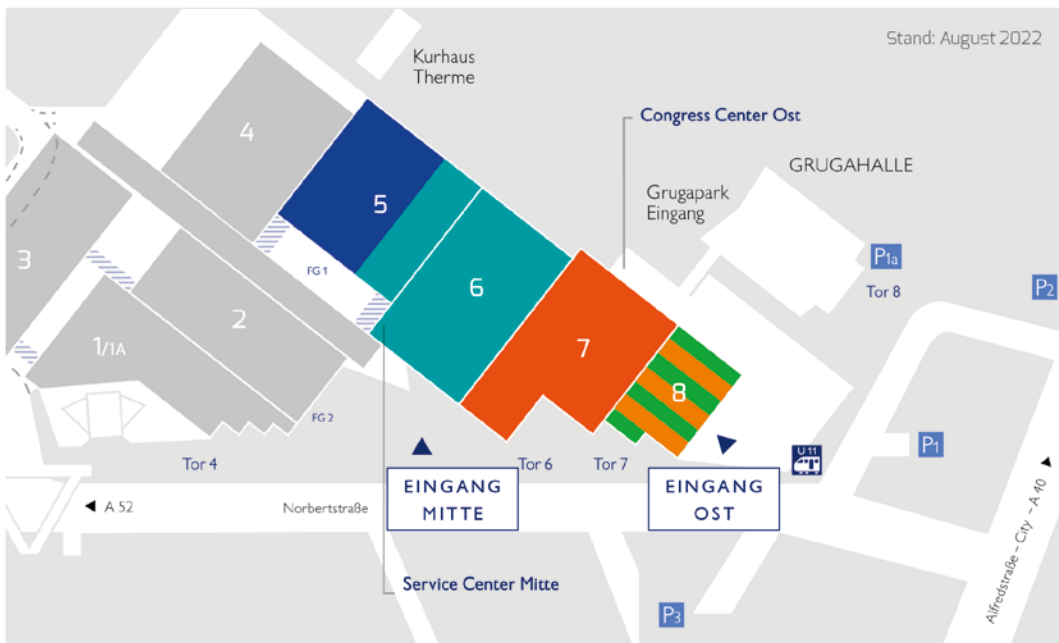 Stand: August 2022
Kurhaus
Therme
Congress Center Ost
4
GRUGAHALLE
5
Grugapark
Eingang
3
FG 1
P1a
6
Tor 8
P2
2
7
1/1A
8
FG 2
P1
U 11
Tor 4
Tor 6
Tor 7
EINGANG
MITTE
EINGANG
OST
A 52
Norbertstraße
Service Center Mitte
P3
Alfredstraße – City – A 40